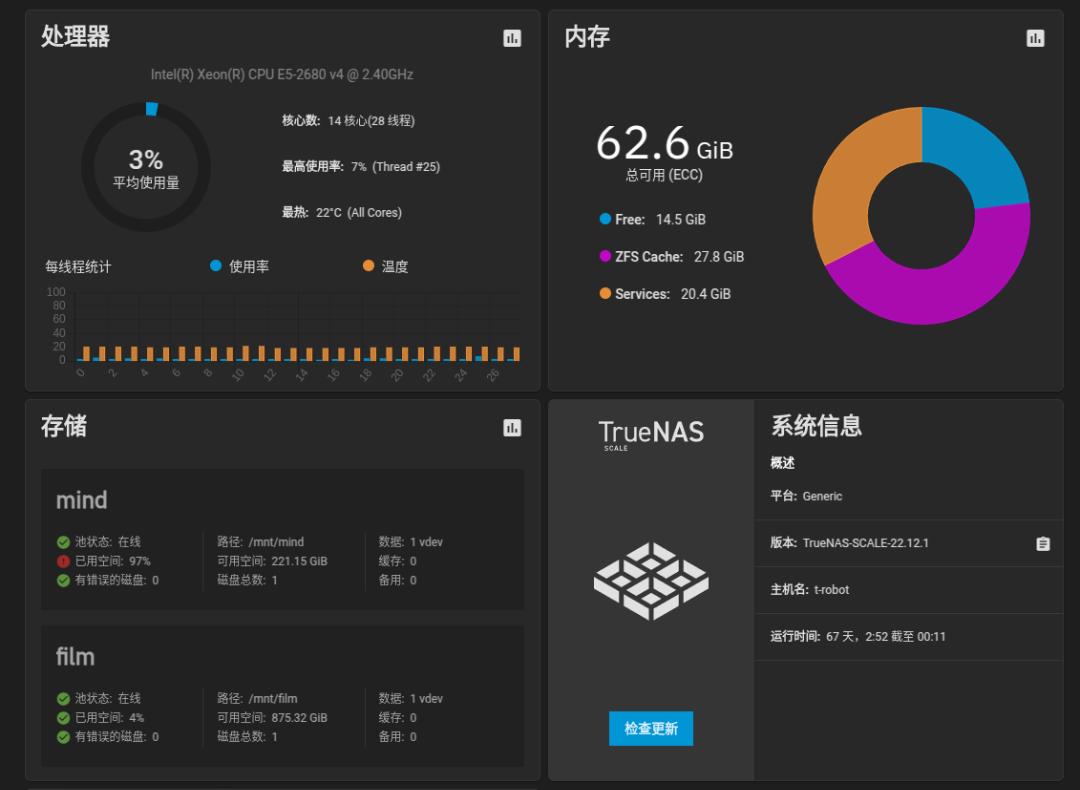 处理器
Intel(R) Xeon(R) CPU E5-2680 v4 @ 2.40GHz
3%
平均使用量
核心数: 14 核心(28 线程)
最高使用率: 7% (Thread #25)
最热: 22°C (All Cores)
每线程统计 使用率 温度
100
80
60
40
20
0
0 2 4 6 8 10 12 14 16 18 20 22 24 26
内存
62.6 GiB
总可用 (ECC)
Free: 14.5 GiB
ZFS Cache: 27.8 GiB
Services: 20.4 GiB
存储
mind
池状态: 在线 路径: /mnt/mind 数据: 1 vdev
已用空间: 97% 可用空间: 221.15 GiB 缓存: 0
有错误的磁盘: 0 磁盘总数: 1 备用: 0
film
池状态: 在线 路径: /mnt/film 数据: 1 vdev
已用空间: 4% 可用空间: 875.32 GiB 缓存: 0
有错误的磁盘: 0 磁盘总数: 1 备用: 0
TrueNAS
SCALE
检查更新
系统信息
概述
平台: Generic
版本: TrueNAS-SCALE-22.12.1
主机名: t-robot
运行时间: 67 天，2:52 截至 00:11